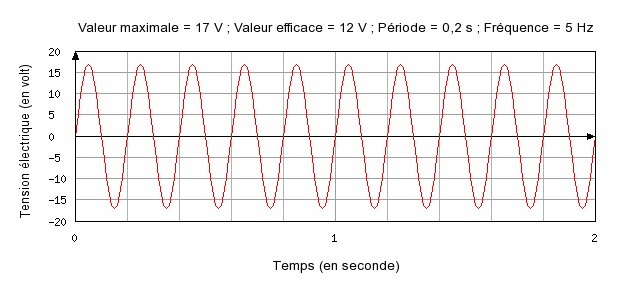 Valeur maximale = 17 V ; Valeur efficace = 12 V ; Période = 0,2 s ; Fréquence = 5 Hz
Tension électrique (en volt)
20
15
10
5
0
−5
−10
−15
−20
0 1 2
Temps (en seconde)